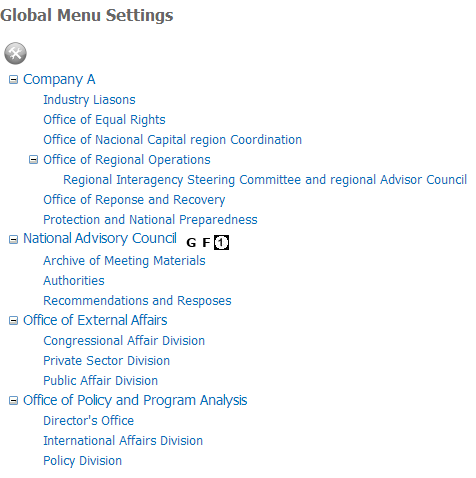 Global Menu Settings
Company A
Industry Liasons
Office of Equal Rights
Office of Nacional Capital region Coordination
Office of Regional Operations
Regional Interagency Steering Committee and regional Advisor Council
Office of Reponse and Recovery
Protection and National Preparedness
National Advisory Council G F 1
Archive of Meeting Materials
Authorities
Recommendations and Resposes
Office of External Affairs
Congressional Affair Division
Private Sector Division
Public Affair Division
Office of Policy and Program Analysis
Director's Office
International Affairs Division
Policy Division